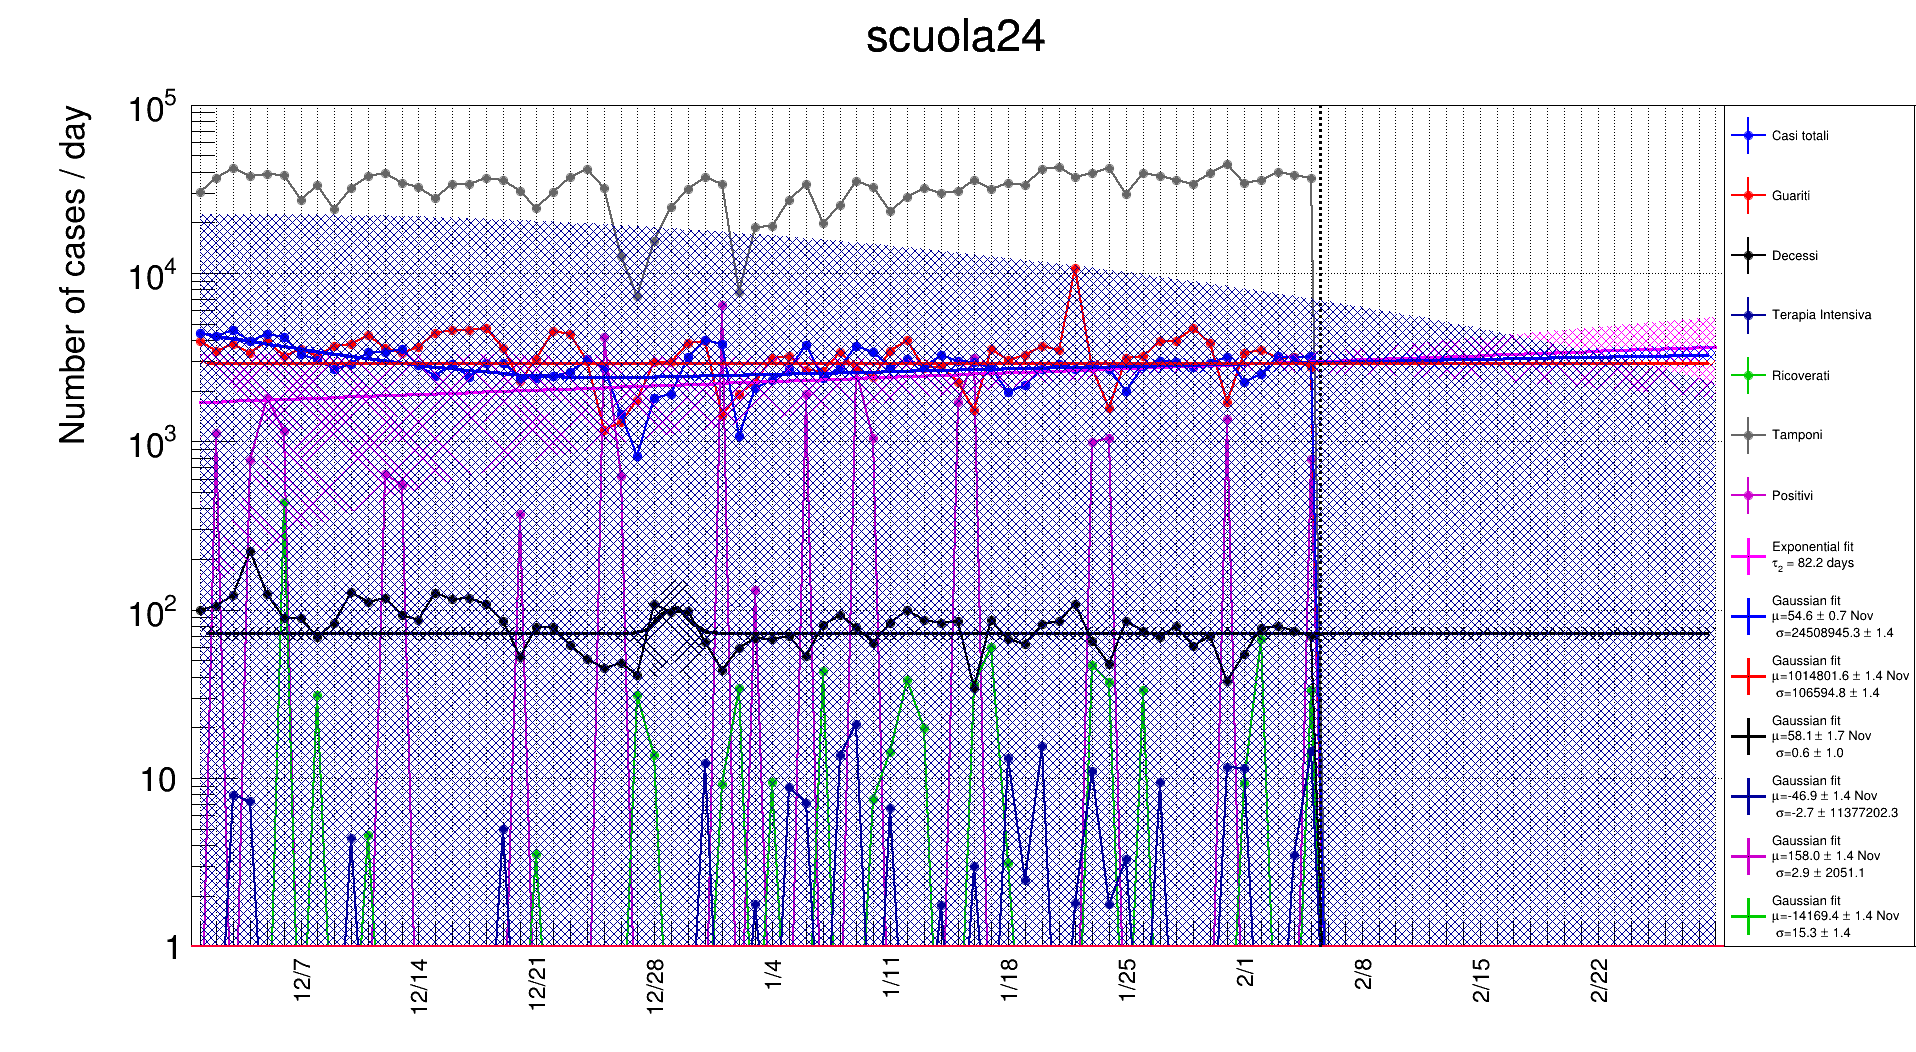 scuola24
Number of cases / day
10^5
10^4
10^3
10^2
10
1
12/7
12/14
12/21
12/28
1/4
1/11
1/18
1/25
2/1
2/8
2/15
2/22
Casi totali
Guariti
Decessi
Terapia Intensiva
Ricoverati
Tamponi
Positivi
Exponential fit
τ₂ = 82.2 days
Gaussian fit
μ=54.6 ± 0.7 Nov
σ=24508945.3 ± 1.4
Gaussian fit
μ=1014801.6 ± 1.4 Nov
σ=106594.8 ± 1.4
Gaussian fit
μ=58.1 ± 1.7 Nov
σ=0.6 ± 1.0
Gaussian fit
μ=-46.9 ± 1.4 Nov
σ=-2.7 ± 11377202.3
Gaussian fit
μ=158.0 ± 1.4 Nov
σ=2.9 ± 2051.1
Gaussian fit
μ=-14169.4 ± 1.4 Nov
σ=15.3 ± 1.4